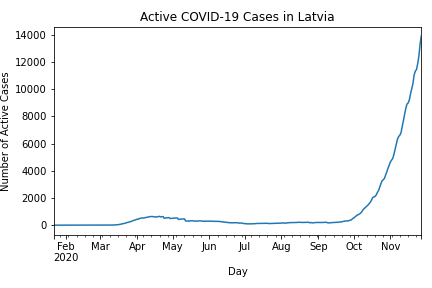 Active COVID-19 Cases in Latvia
Number of Active Cases
14000
12000
10000
8000
6000
4000
2000
0
Feb Mar Apr May Jun Jul Aug Sep Oct Nov
2020
Day